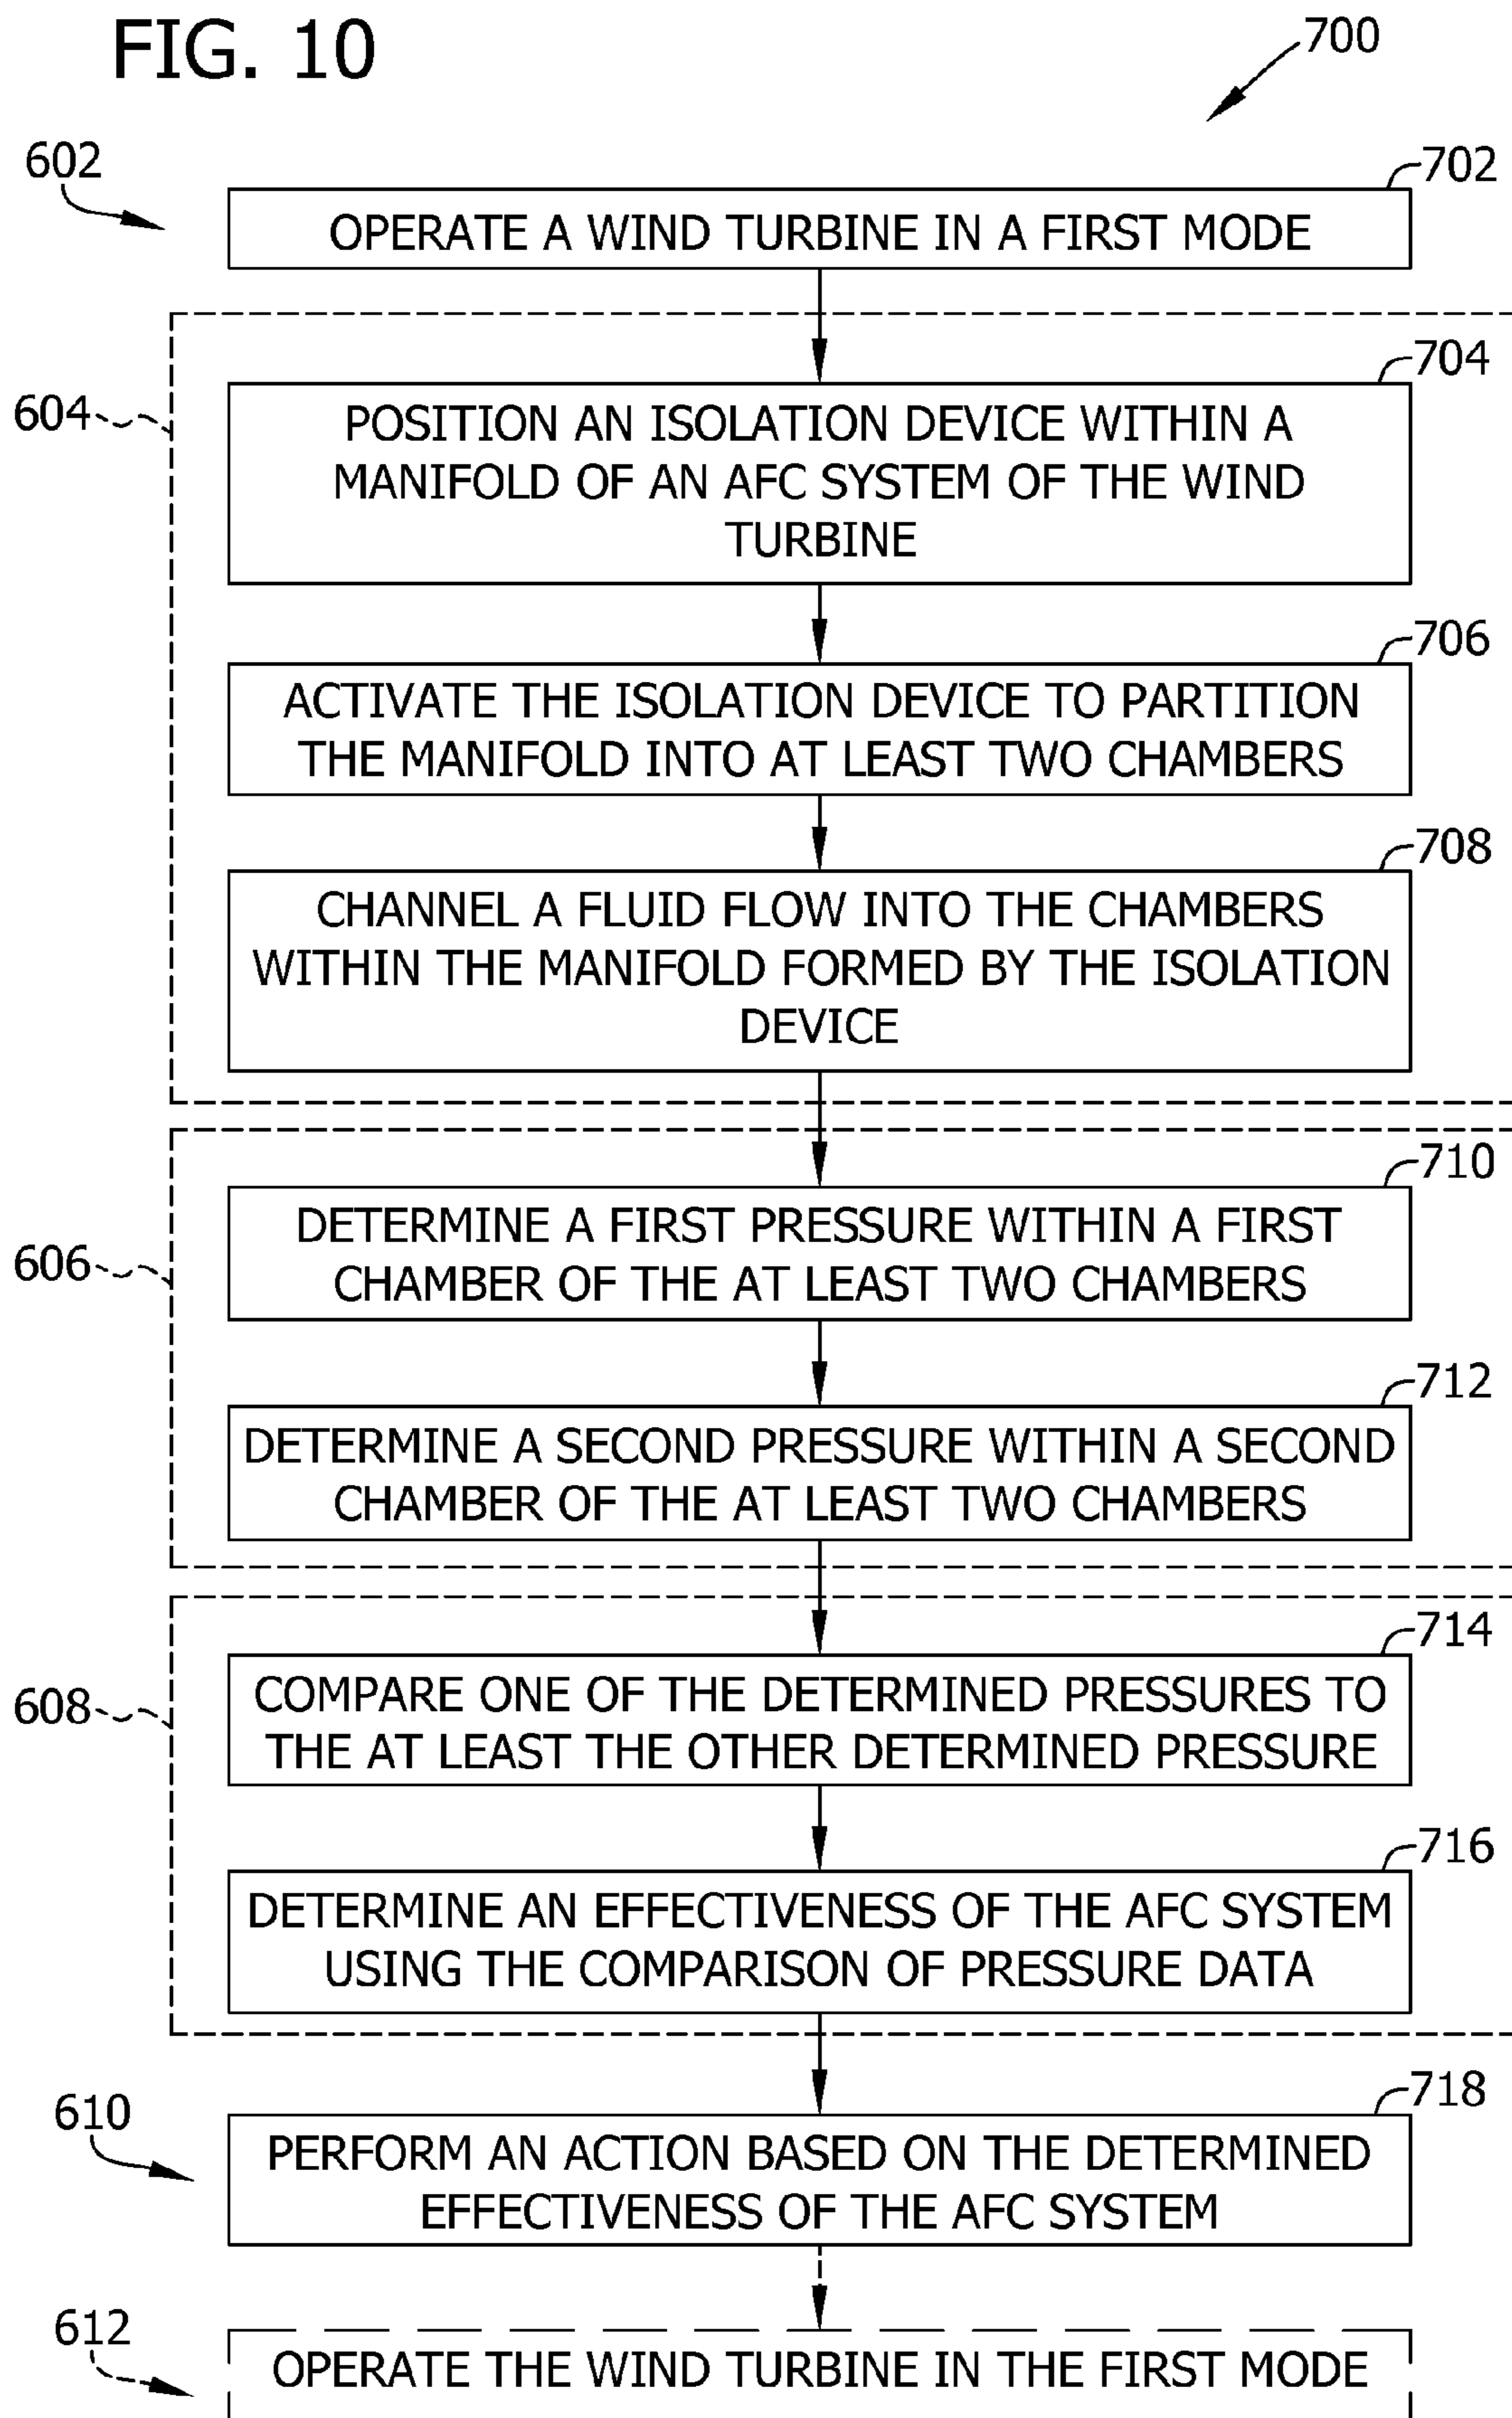 FIG. 10
700
602
702
OPERATE A WIND TURBINE IN A FIRST MODE
604
704
POSITION AN ISOLATION DEVICE WITHIN A
MANIFOLD OF AN AFC SYSTEM OF THE WIND
TURBINE
706
ACTIVATE THE ISOLATION DEVICE TO PARTITION
THE MANIFOLD INTO AT LEAST TWO CHAMBERS
708
CHANNEL A FLUID FLOW INTO THE CHAMBERS
WITHIN THE MANIFOLD FORMED BY THE ISOLATION
DEVICE
606
710
DETERMINE A FIRST PRESSURE WITHIN A FIRST
CHAMBER OF THE AT LEAST TWO CHAMBERS
712
DETERMINE A SECOND PRESSURE WITHIN A SECOND
CHAMBER OF THE AT LEAST TWO CHAMBERS
608
714
COMPARE ONE OF THE DETERMINED PRESSURES TO
THE AT LEAST THE OTHER DETERMINED PRESSURE
716
DETERMINE AN EFFECTIVENESS OF THE AFC SYSTEM
USING THE COMPARISON OF PRESSURE DATA
610
718
PERFORM AN ACTION BASED ON THE DETERMINED
EFFECTIVENESS OF THE AFC SYSTEM
612
OPERATE THE WIND TURBINE IN THE FIRST MODE